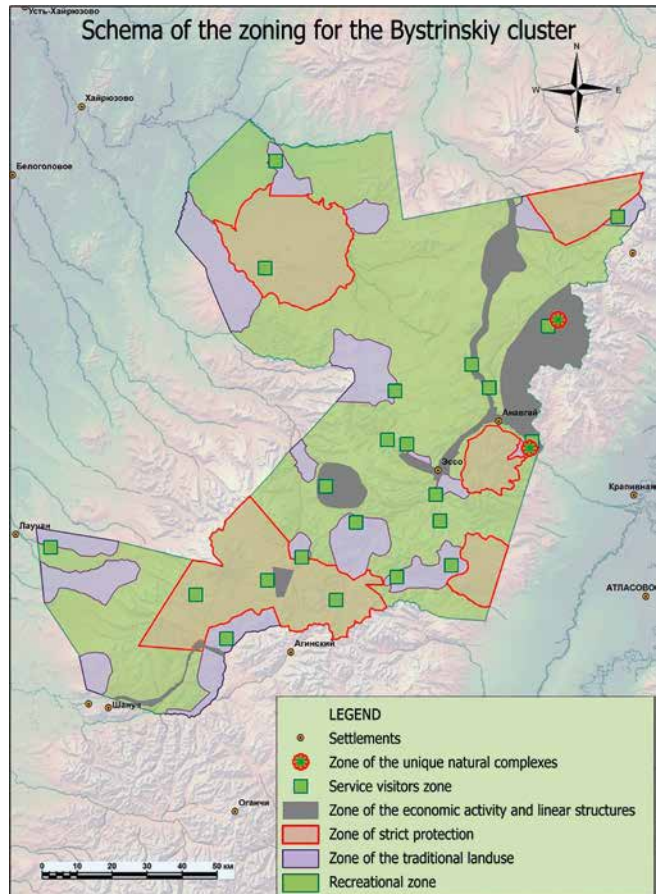 Усть-Хайрюзово
Schema of the zoning for the Bystrinskiy cluster
N
W E
S
Хайрюзово
Белоголовое
Анавгай
Эссо
Крапивная
Лаучан
АТЛАСОВО
Агинский
Шануч
Оганчи
LEGEND
Settlements
Zone of the unique natural complexes
Service visitors zone
Zone of the economic activity and linear structures
Zone of strict protection
Zone of the traditional landuse
Recreational zone
0 10 20 30 40 50 км